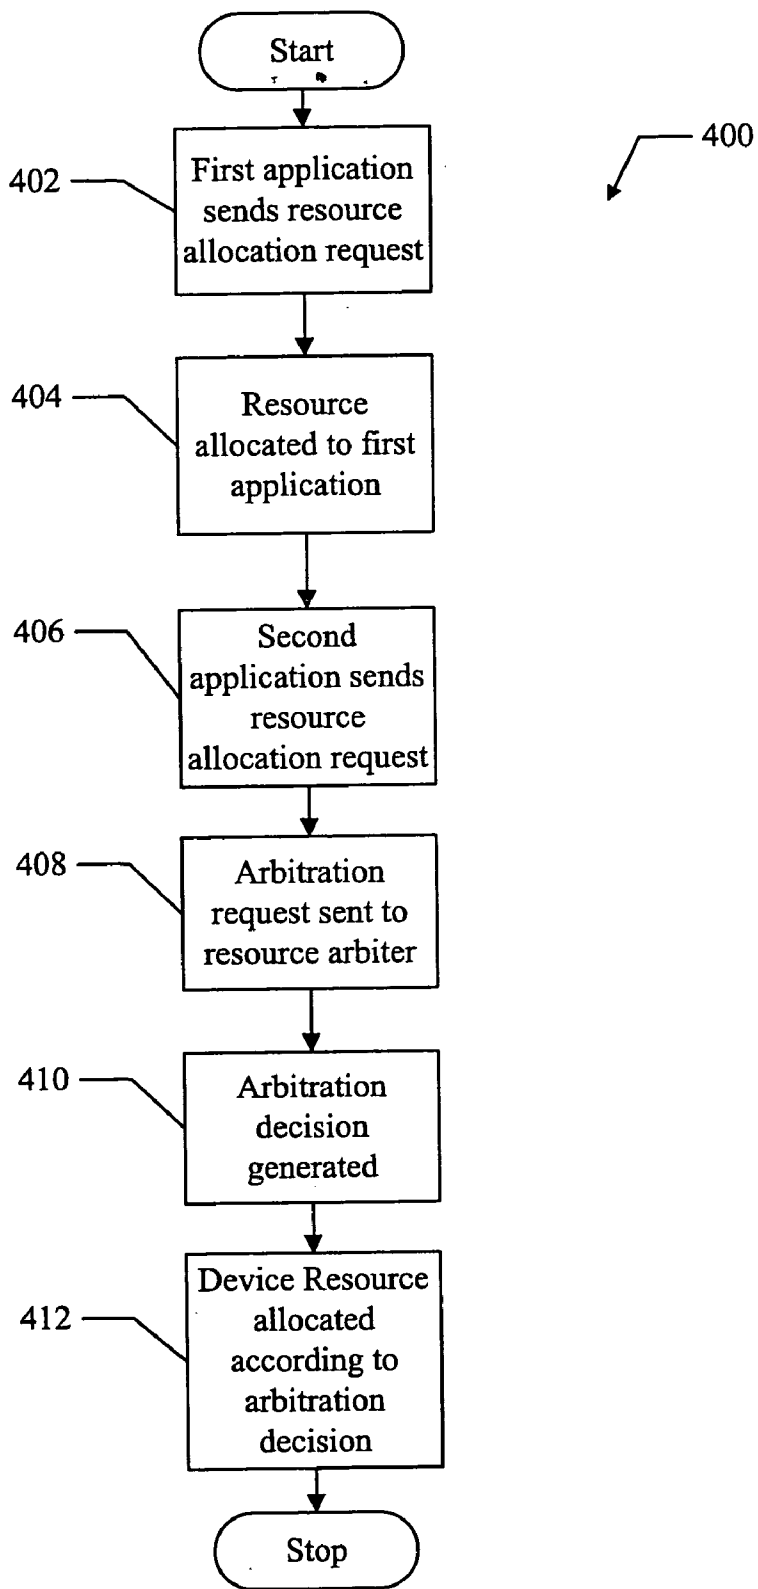 Start
400
402
First application
sends resource
allocation request
404
Resource
allocated to first
application
406
Second
application sends
resource
allocation request
408
Arbitration
request sent to
resource arbiter
410
Arbitration
decision
generated
412
Device Resource
allocated
according to
arbitration
decision
Stop